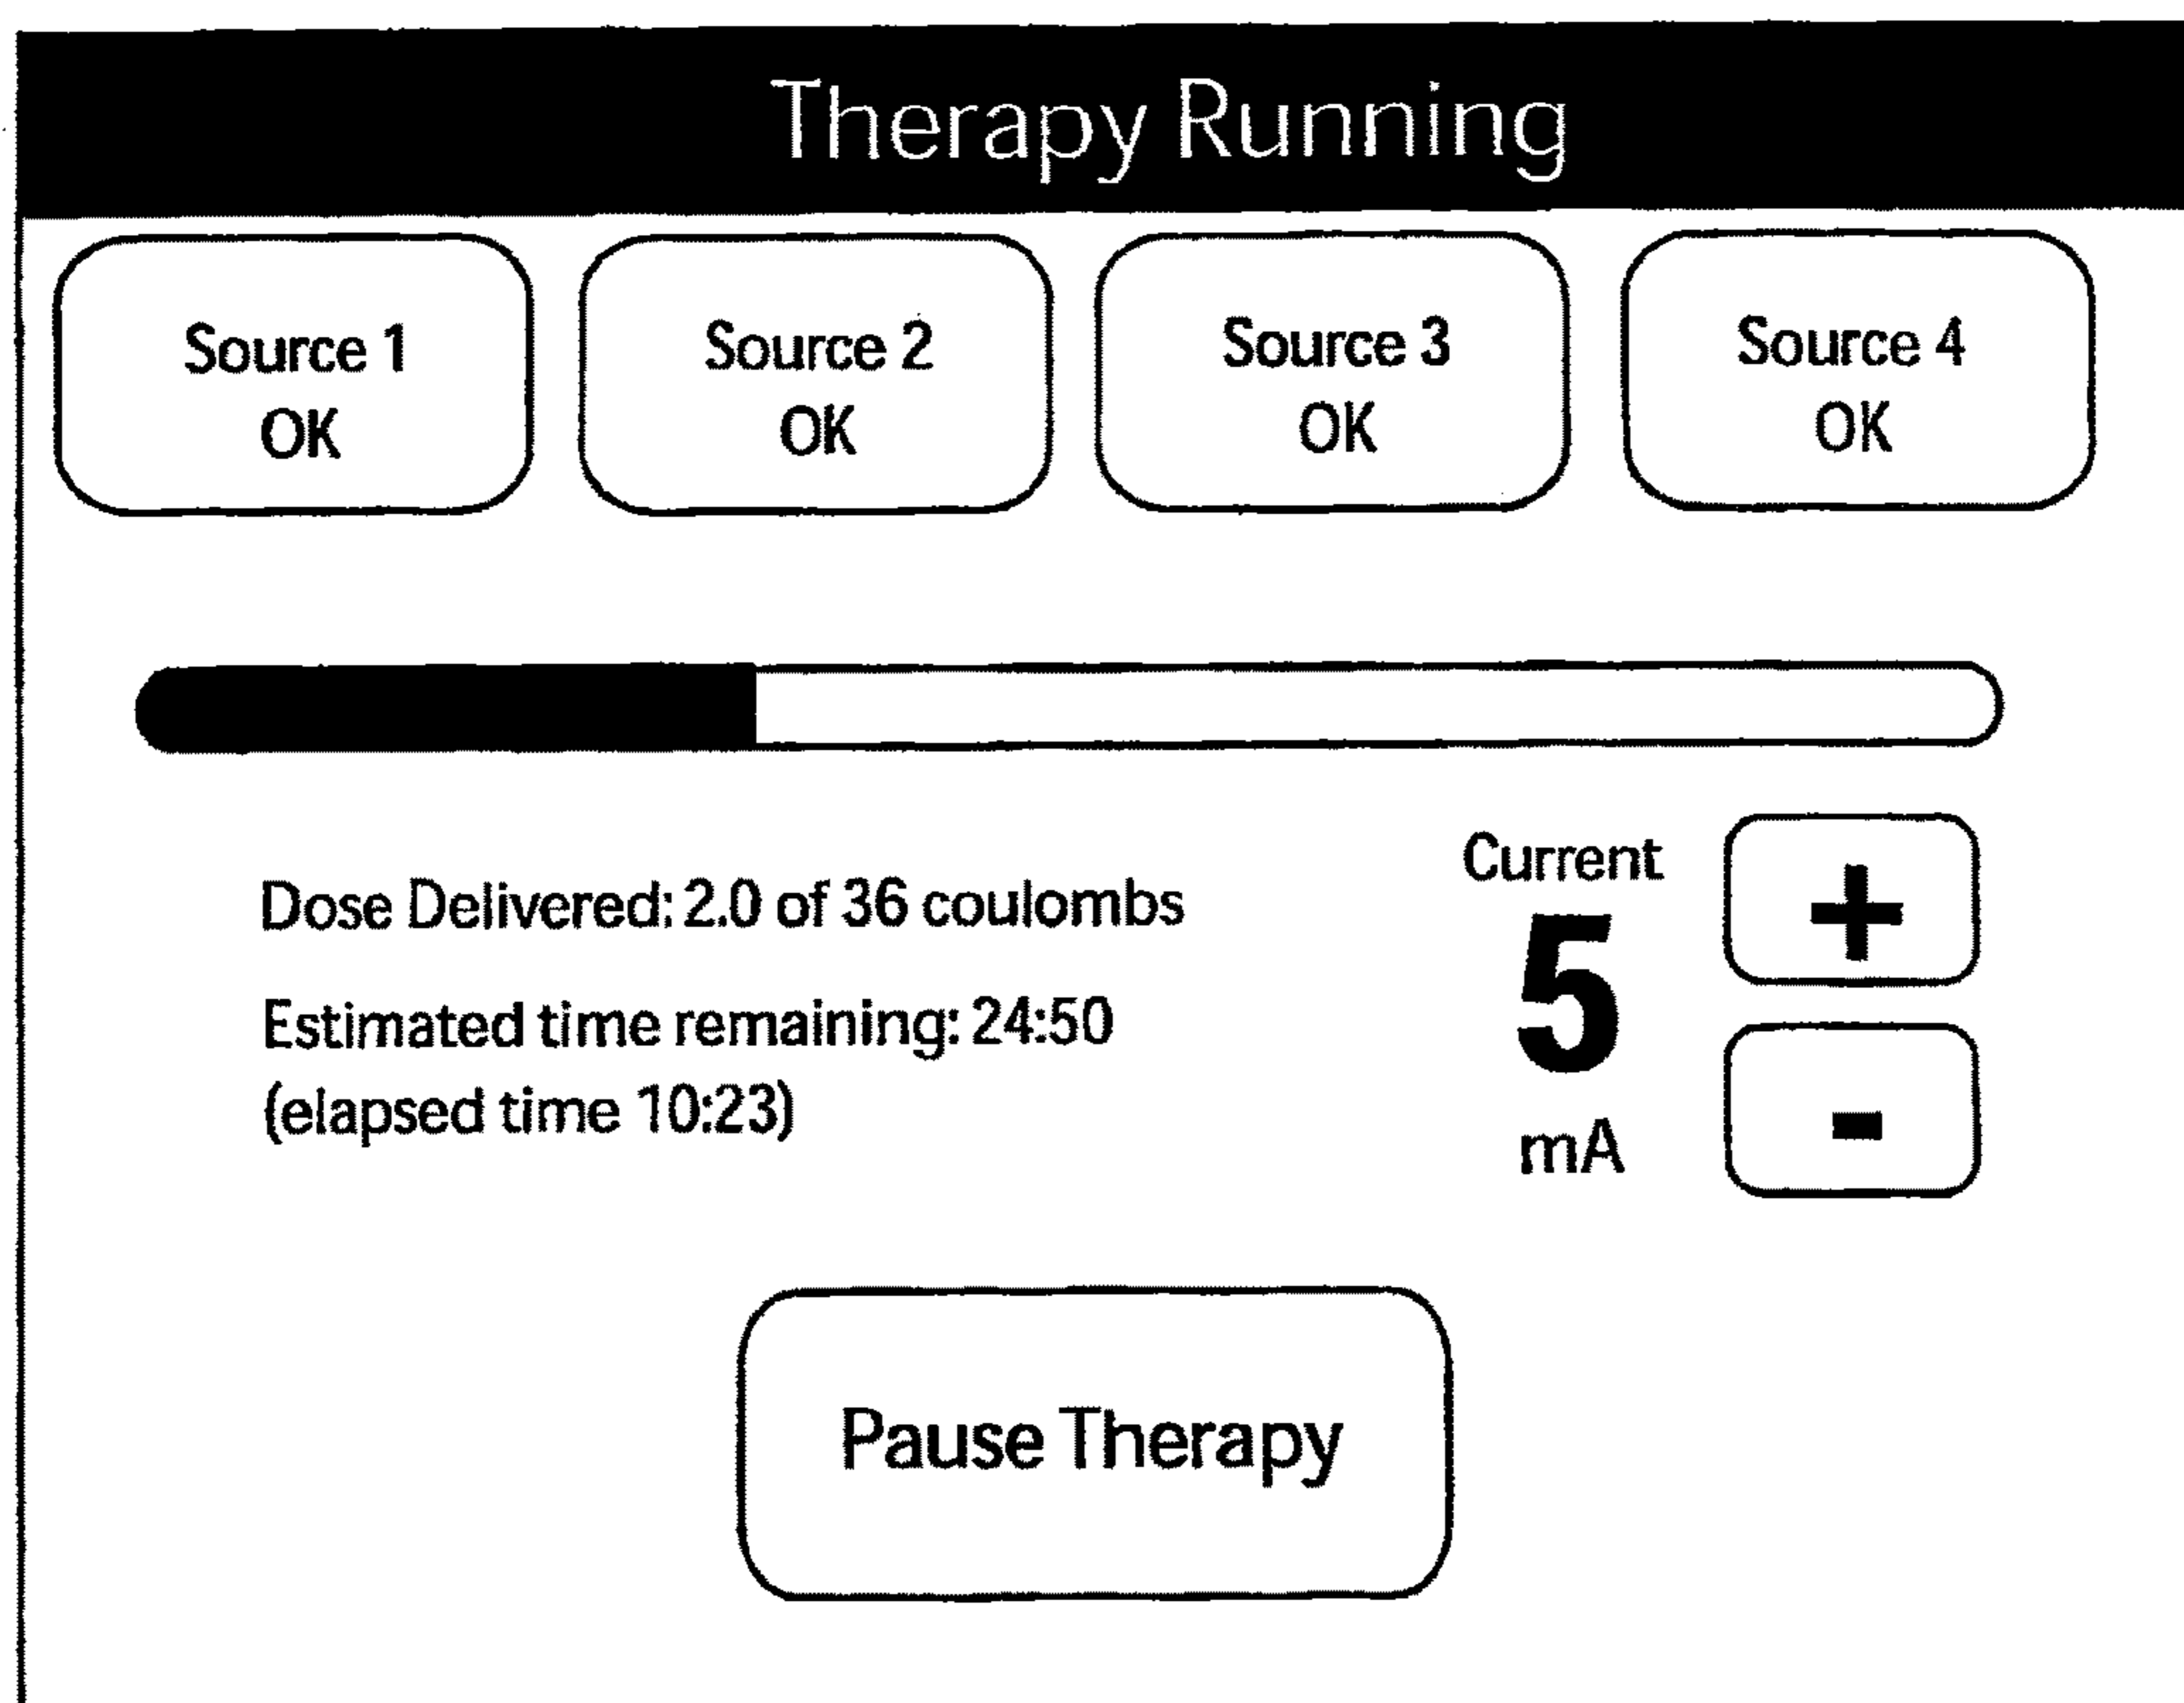 Therapy Running
Source 1
OK
Source 2
OK
Source 3
OK
Source 4
OK
Dose Delivered: 2.0 of 36 coulombs
Estimated time remaining: 24:50
(elapsed time 10:23)
Current
5
mA
+
-
Pause Therapy